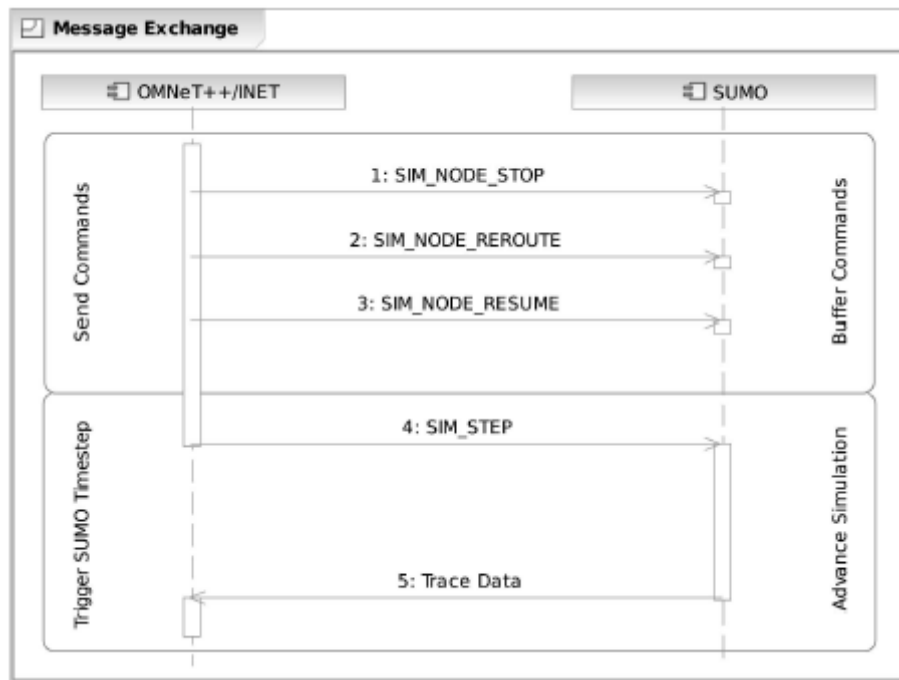 Message Exchange
OMNeT++/INET
SUMO
Send Commands
1: SIM_NODE_STOP
2: SIM_NODE_REROUTE
3: SIM_NODE_RESUME
Buffer Commands
Trigger SUMO Timestep
4: SIM_STEP
5: Trace Data
Advance Simulation